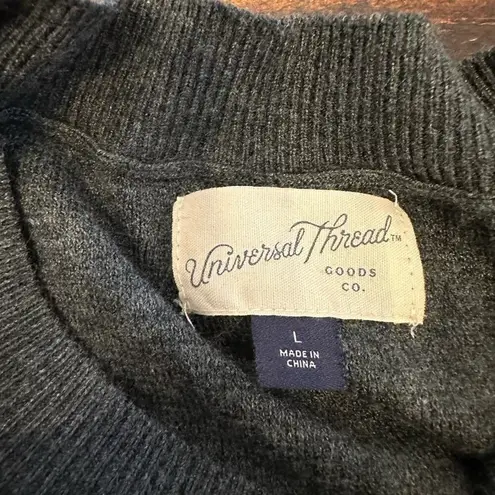 Universal Thread™
GOODS
CO.
L
MADE IN
CHINA